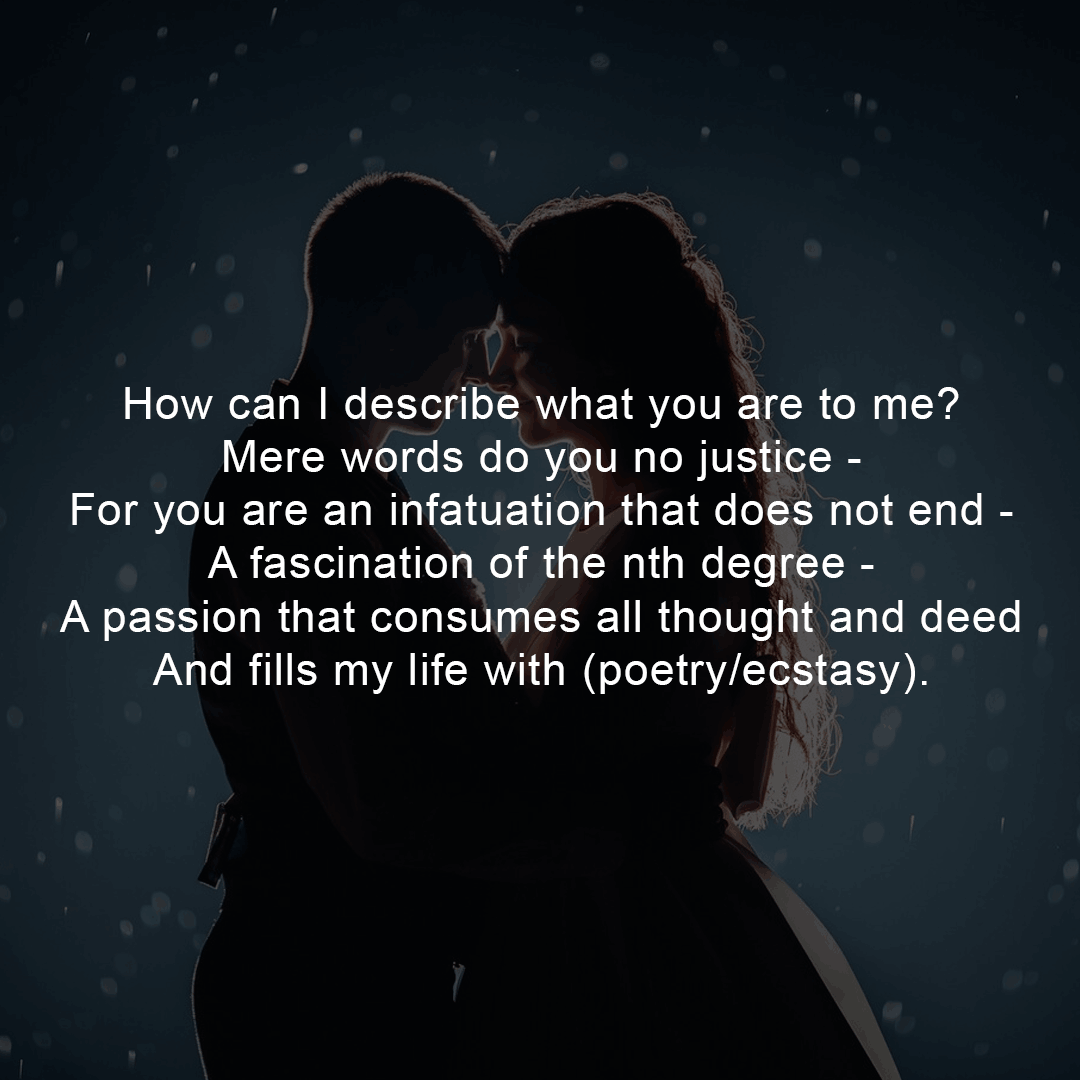 How can I describe what you are to me?
Mere words do you no justice -
For you are an infatuation that does not end -
A fascination of the nth degree -
A passion that consumes all thought and deed
And fills my life with (poetry/ecstasy).